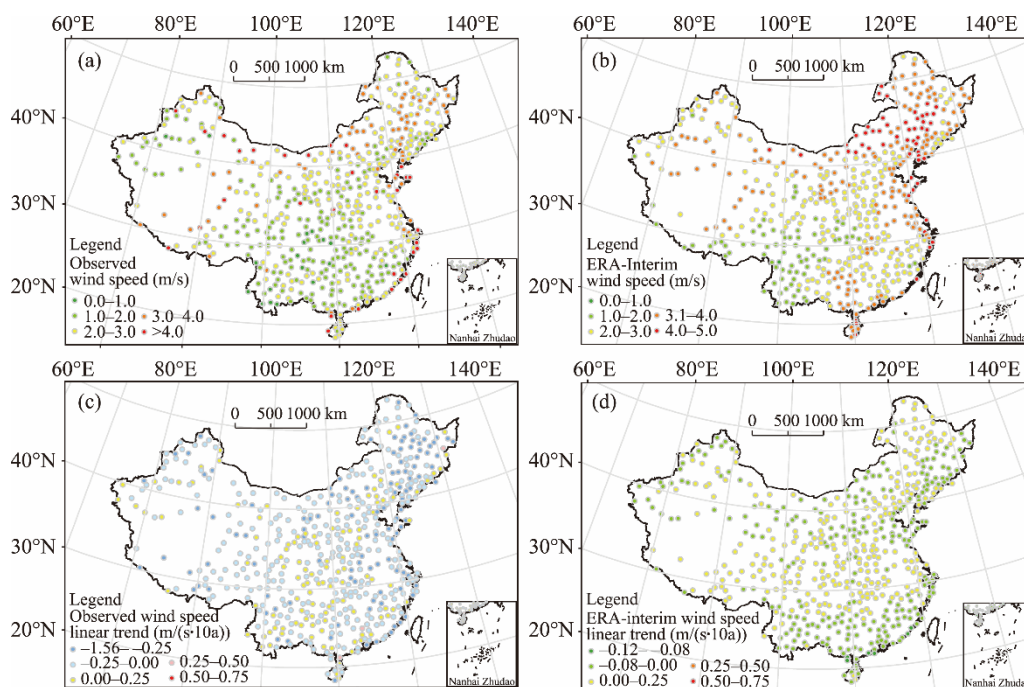 60°E 80°E 100°E 120°E 140°E
(a)
0 500 1000 km
40°N
30°N
20°N
Legend
Observed
wind speed (m/s)
0.0–1.0
1.0–2.0 3.0–4.0
2.0–3.0 >4.0
Nanhai Zhudao
60°E 80°E 100°E 120°E 140°E
(b)
0 500 1000 km
40°N
30°N
20°N
Legend
ERA-Interim
wind speed (m/s)
0.0–1.0
1.0–2.0 3.1–4.0
2.0–3.0 4.0–5.0
Nanhai Zhudao
60°E 80°E 100°E 120°E 140°E
(c)
0 500 1000 km
40°N
30°N
20°N
Legend
Observed wind speed
linear trend (m/(s·10a))
−1.56–−0.25
−0.25–0.00 0.25–0.50
0.00–0.25 0.50–0.75
Nanhai Zhudao
60°E 80°E 100°E 120°E 140°E
(d)
0 500 1000 km
40°N
30°N
20°N
Legend
ERA-interim wind speed
linear trend (m/(s·10a))
−0.12–−0.08
−0.08–0.00 0.25–0.50
0.00–0.25 0.50–0.75
Nanhai Zhudao